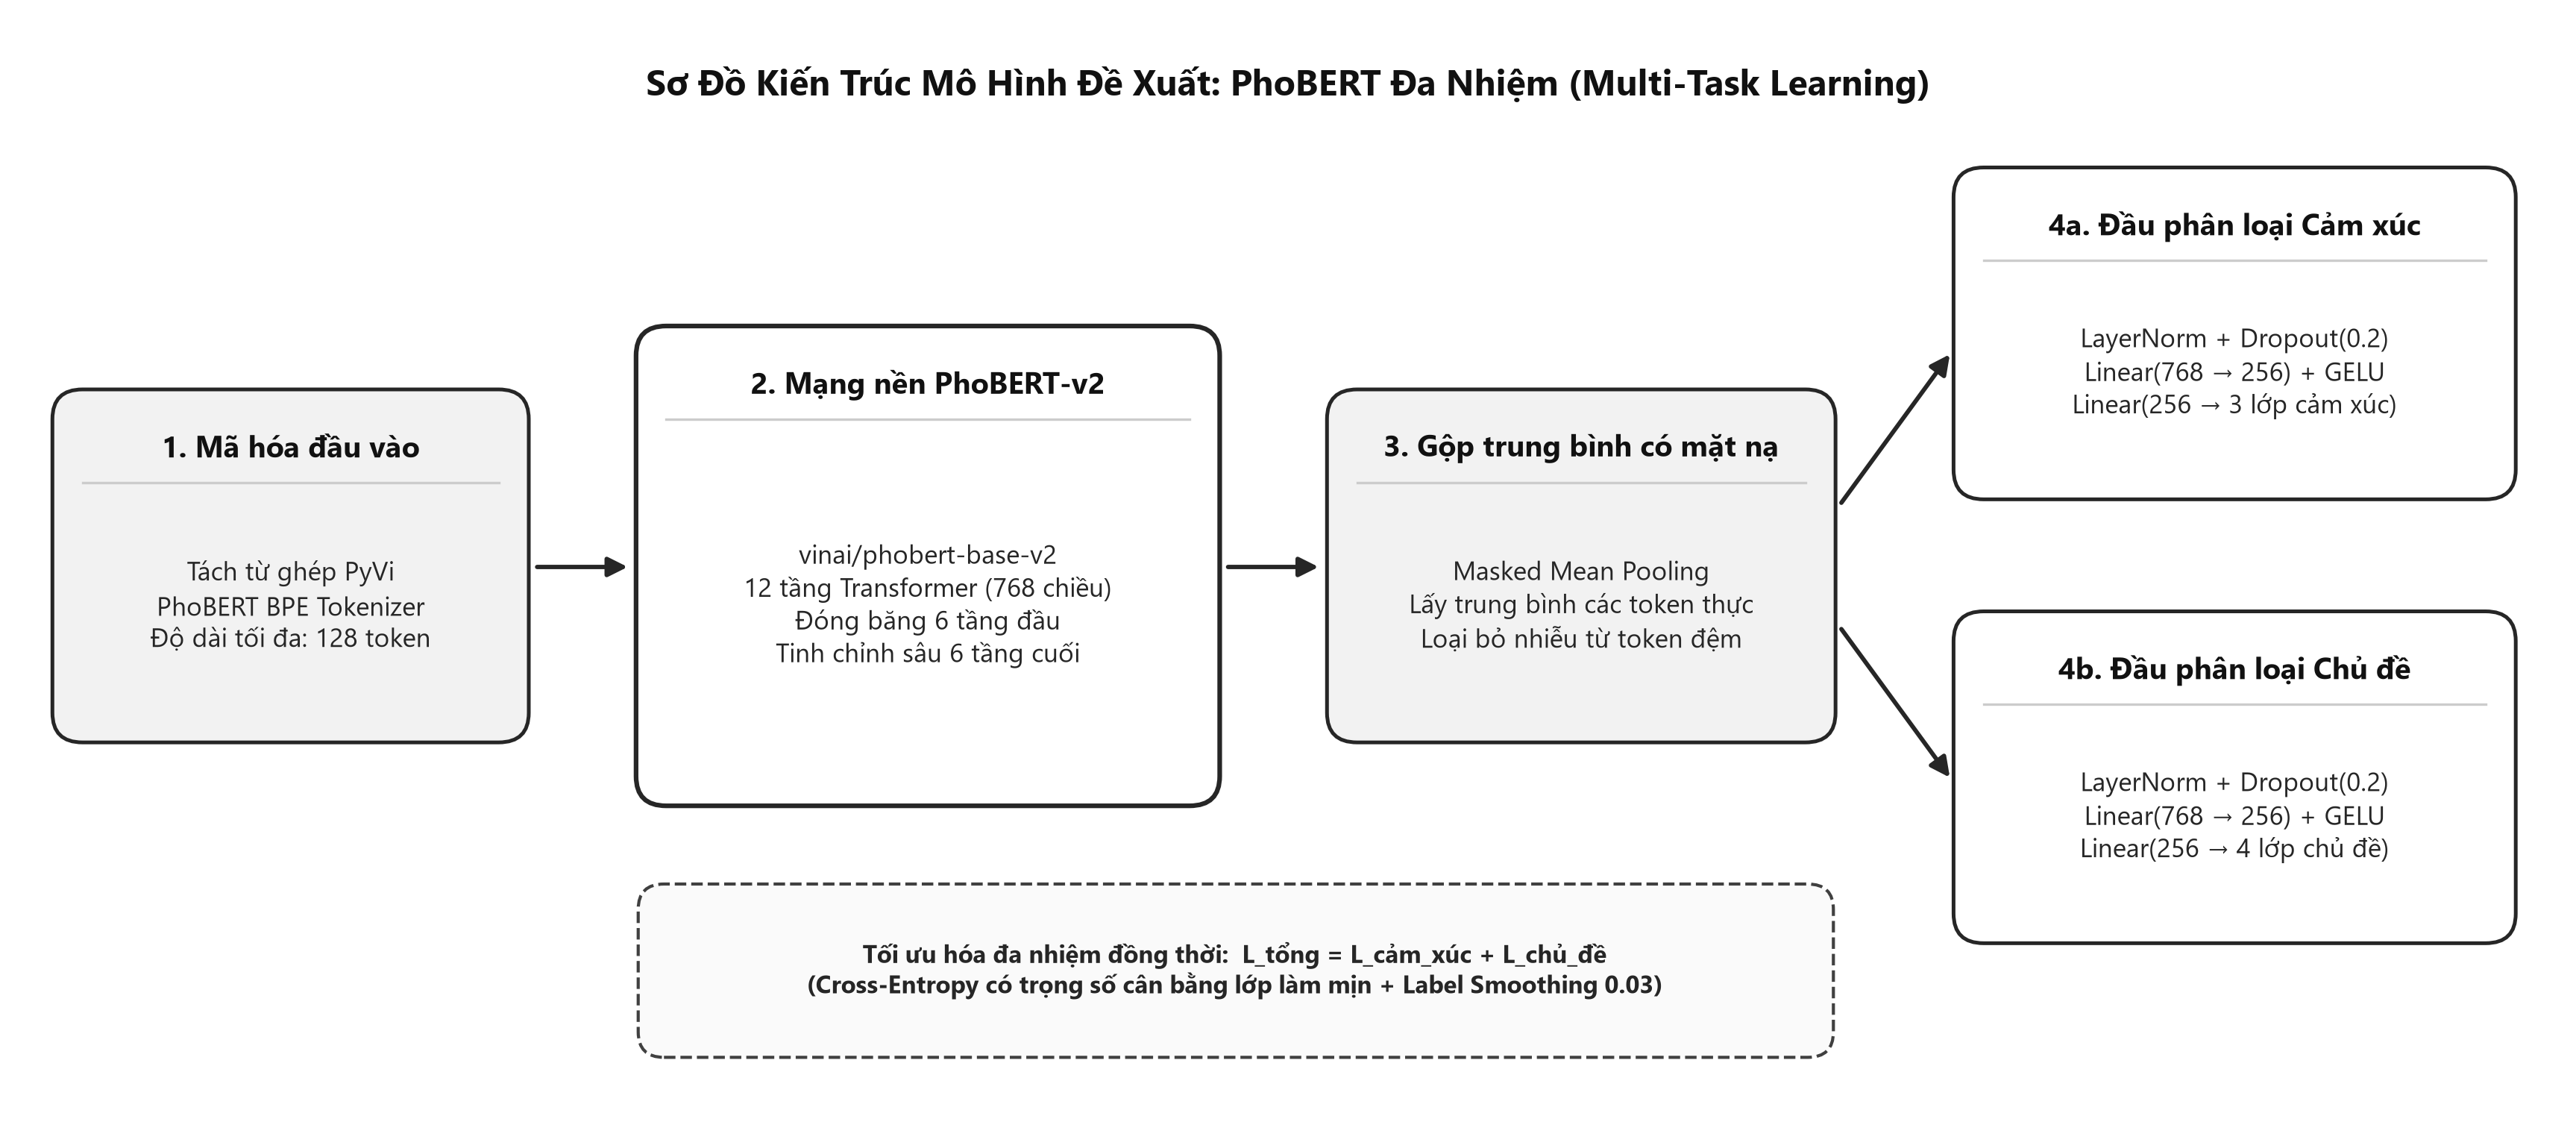 Sơ Đồ Kiến Trúc Mô Hình Đề Xuất: PhoBERT Đa Nhiệm (Multi-Task Learning)
1. Mã hóa đầu vào
Tách từ ghép PyVi
PhoBERT BPE Tokenizer
Độ dài tối đa: 128 token
2. Mạng nền PhoBERT-v2
vinai/phobert-base-v2
12 tầng Transformer (768 chiều)
Đóng băng 6 tầng đầu
Tinh chỉnh sâu 6 tầng cuối
3. Gộp trung bình có mặt nạ
Masked Mean Pooling
Lấy trung bình các token thực
Loại bỏ nhiễu từ token đệm
4a. Đầu phân loại Cảm xúc
LayerNorm + Dropout(0.2)
Linear(768 → 256) + GELU
Linear(256 → 3 lớp cảm xúc)
4b. Đầu phân loại Chủ đề
LayerNorm + Dropout(0.2)
Linear(768 → 256) + GELU
Linear(256 → 4 lớp chủ đề)
Tối ưu hóa đa nhiệm đồng thời: L_tổng = L_cảm_xúc + L_chủ_đề
(Cross-Entropy có trọng số cân bằng lớp làm mịn + Label Smoothing 0.03)